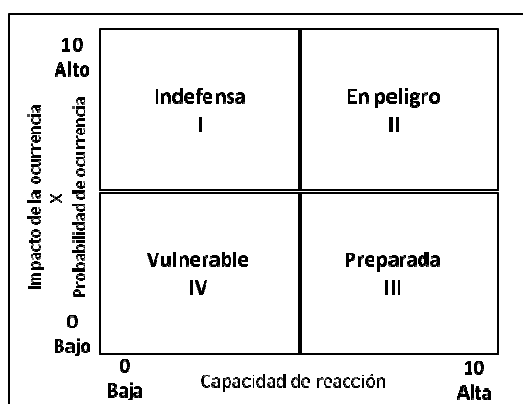 10
Alto
Indefensa
I
En peligro
II
Impacto de la ocurrencia
X
Probabilidad de ocurrencia
Vulnerable
IV
Preparada
III
0
Bajo
0
Baja
Capacidad de reacción
10
Alta